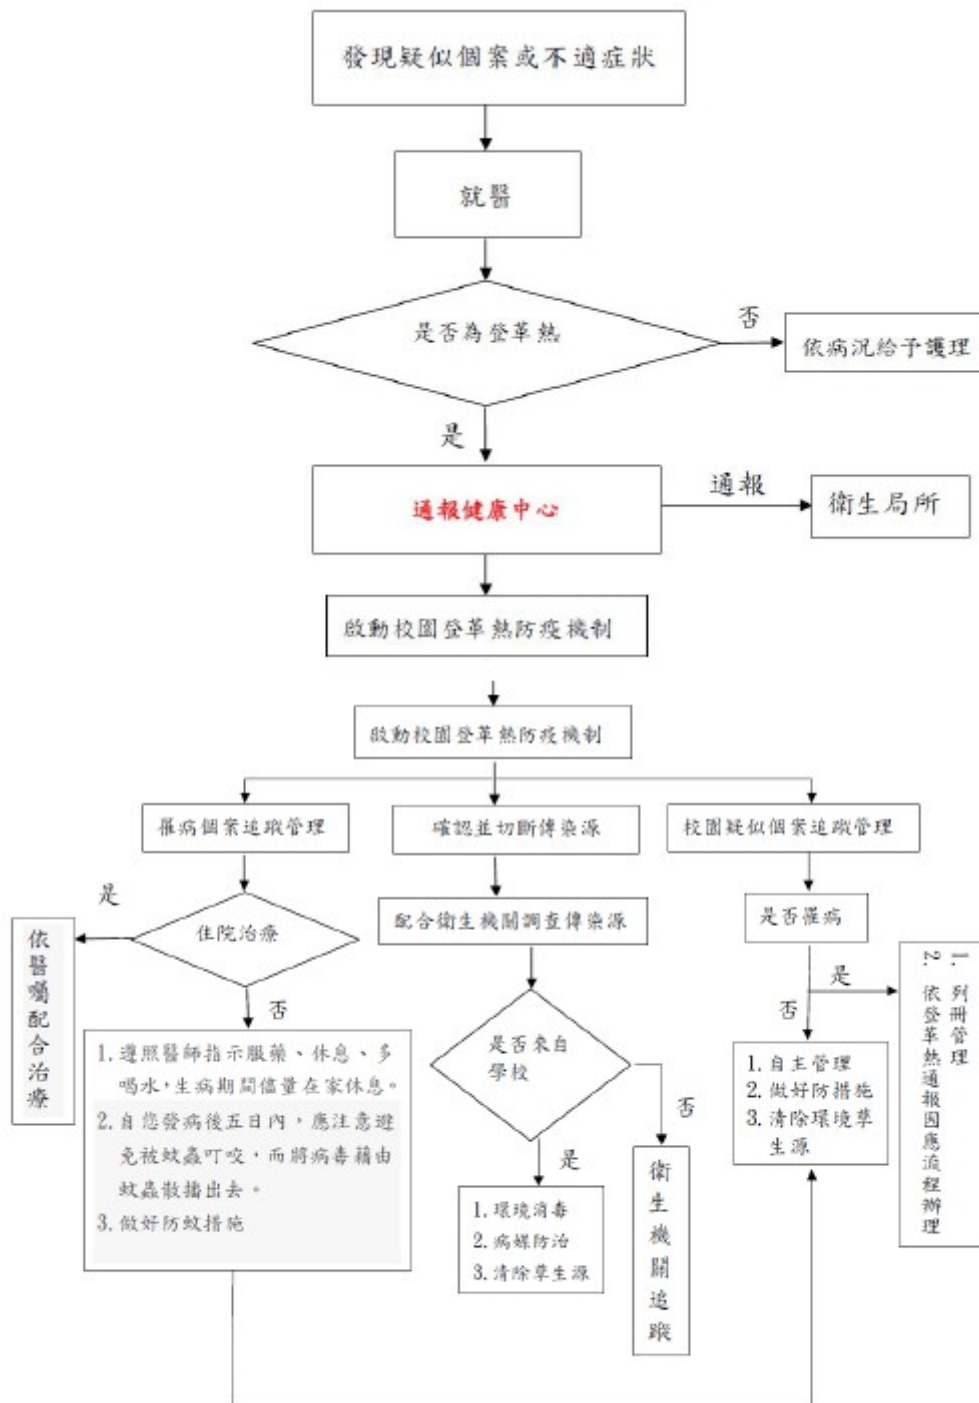 發現疑似個案或不適症狀
就醫
是否為登革熱
否
依病況給予護理
是
通報健康中心
通報
衛生局所
啟動校園登革熱防疫機制
啟動校園登革熱防疫機制
罹病個案追蹤管理
確認並切斷傳染源
校園疑似個案追蹤管理
是
住院治療
依醫囑配合治療
否
1. 遵照醫師指示服藥、休息、多
喝水,生病期間儘量在家休息。
2. 自您發病後五日內，應注意避
免被蚊蟲叮咬，而將病毒藉由
蚊蟲散播出去。
3. 做好防蚊措施
配合衛生機關調查傳染源
是否來自
學校
是
1. 環境消毒
2. 病媒防治
3. 清除孳生源
否
衛生機關追蹤
是否罹病
是
1. 列冊管理
2. 依登革熱通報因應流程辦理
否
1. 自主管理
2. 做好防措施
3. 清除環境孳
生源